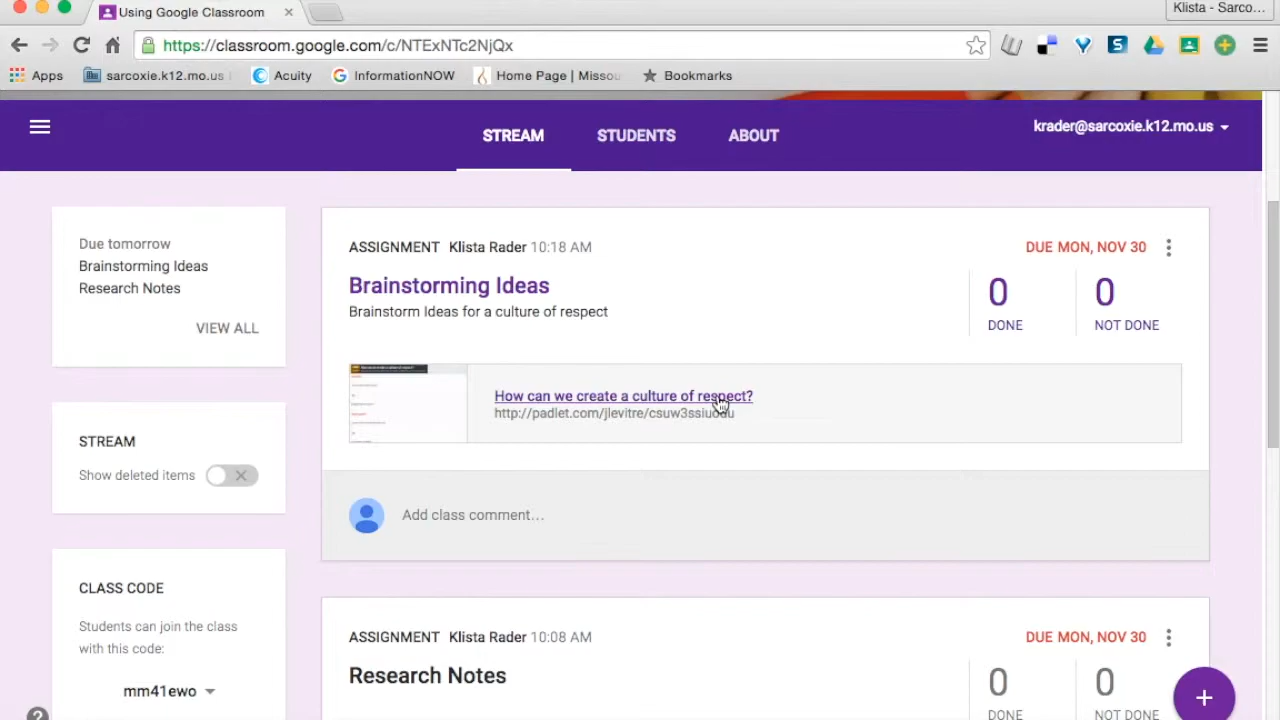 Using Google Classroom
Klista - Sarco...
https://classroom.google.com/c/NTExNTc2NjQx
Apps
sarcoxie.k12.mo.us
Acuity
InformationNOW
Home Page | Missou
Bookmarks
STREAM
STUDENTS
ABOUT
krader@sarcoxie.k12.mo.us
Due tomorrow
Brainstorming Ideas
Research Notes
VIEW ALL
STREAM
Show deleted items
CLASS CODE
Students can join the class
with this code:
mm41ewo
ASSIGNMENT Klista Rader 10:18 AM
DUE MON, NOV 30
Brainstorming Ideas
Brainstorm Ideas for a culture of respect
0
DONE
0
NOT DONE
How can we create a culture of respect?
Add class comment...
ASSIGNMENT Klista Rader 10:08 AM
DUE MON, NOV 30
Research Notes
0
DONE
0
NOT DONE